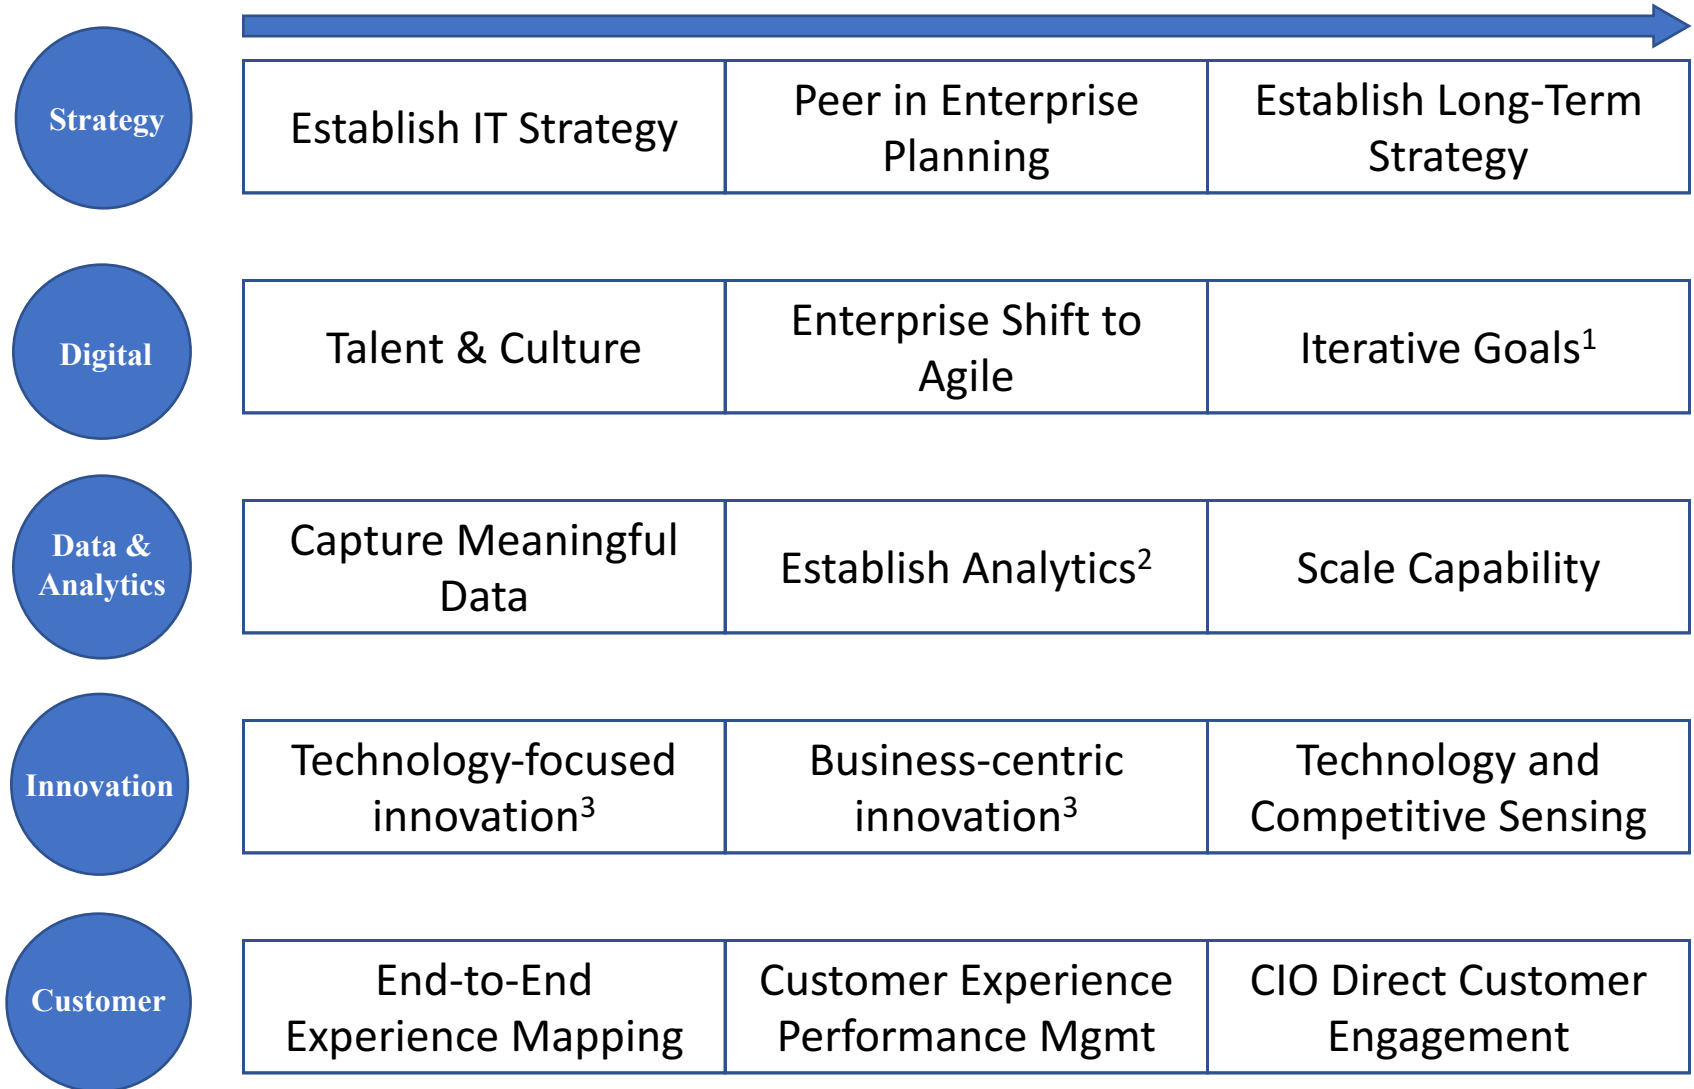 Strategy
Establish IT Strategy
Peer in Enterprise
Planning
Establish Long-Term
Strategy
Digital
Talent & Culture
Enterprise Shift to
Agile
Iterative Goals¹
Data &
Analytics
Capture Meaningful
Data
Establish Analytics²
Scale Capability
Innovation
Technology-focused
innovation³
Business-centric
innovation³
Technology and
Competitive Sensing
Customer
End-to-End
Experience Mapping
Customer Experience
Performance Mgmt
CIO Direct Customer
Engagement